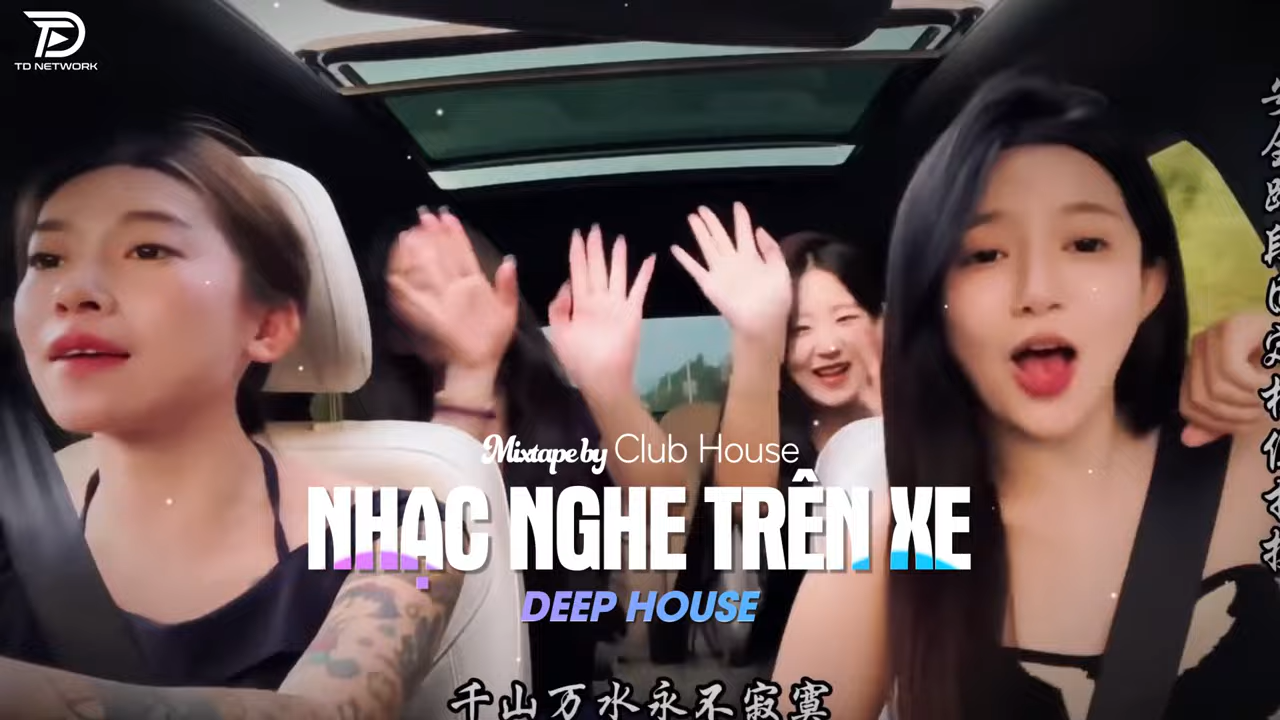 TD NETWORK
Mixtape by Club House
NHẠC NGHE TRÊN XE
DEEP HOUSE
千山万水永不寂寞